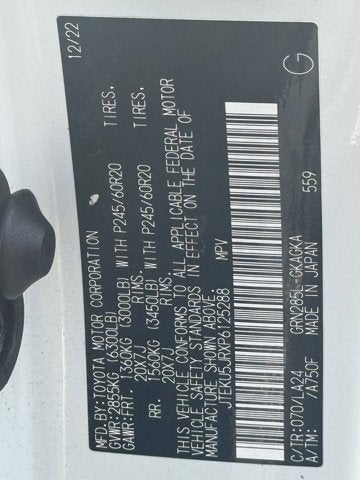 MFD.BY:TOYOTA MOTOR CORPORATION 12/22
GVWR:2855KG (6300LB)
GAWR:FRT. 1360KG (3000LB) WITH P245/60R20 TIRES.
20X7J RIMS.
RR. 1560KG (3450LB) WITH P245/60R20 TIRES.
20X7J RIMS.
THIS VEHICLE CONFORMS TO ALL APPLICABLE FEDERAL MOTOR
VEHICLE SAFETY STANDARDS IN EFFECT ON THE DATE OF
MANUFACTURE SHOWN ABOVE.
JTEKU5JRXP6125288 MPV
C/TR:070/LA24 GRN285L-GKAGKA G
A/TM: /A750F MADE IN JAPAN 559